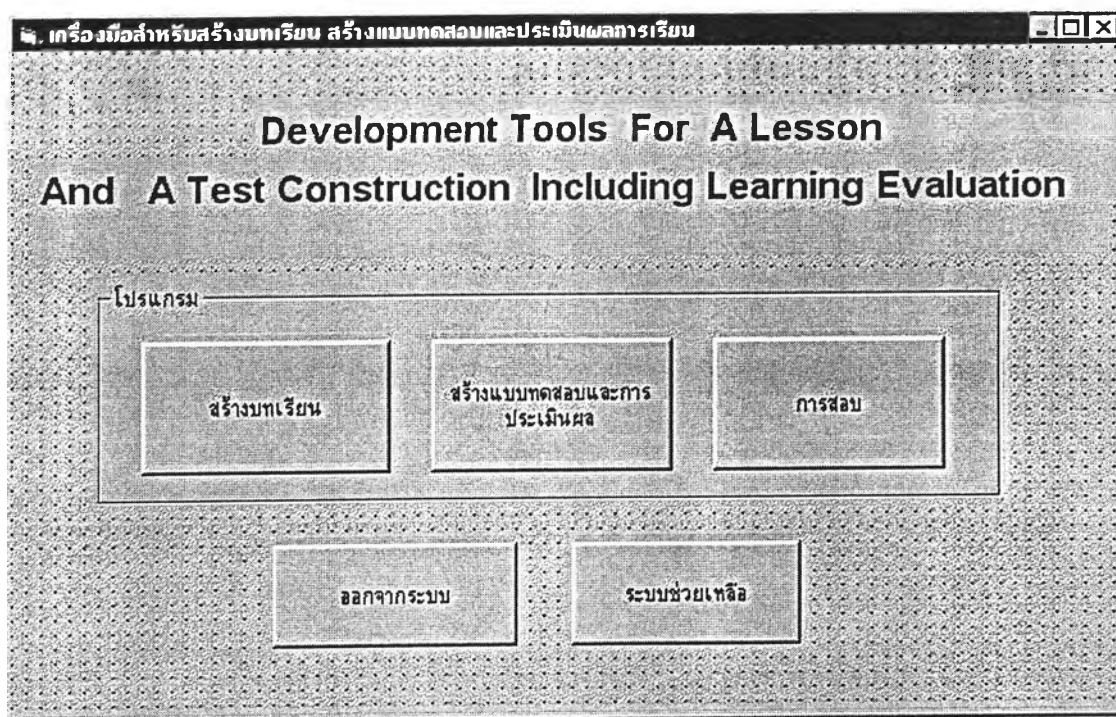 เครื่องมือสำหรับสร้างบทเรียน สร้างแบบทดสอบและประเมินผลการเรียน
Development Tools For A Lesson
And A Test Construction Including Learning Evaluation
โปรแกรม
สร้างบทเรียน
สร้างแบบทดสอบและการ
ประเมินผล
การสอบ
ออกจากระบบ
ระบบช่วยเหลือ